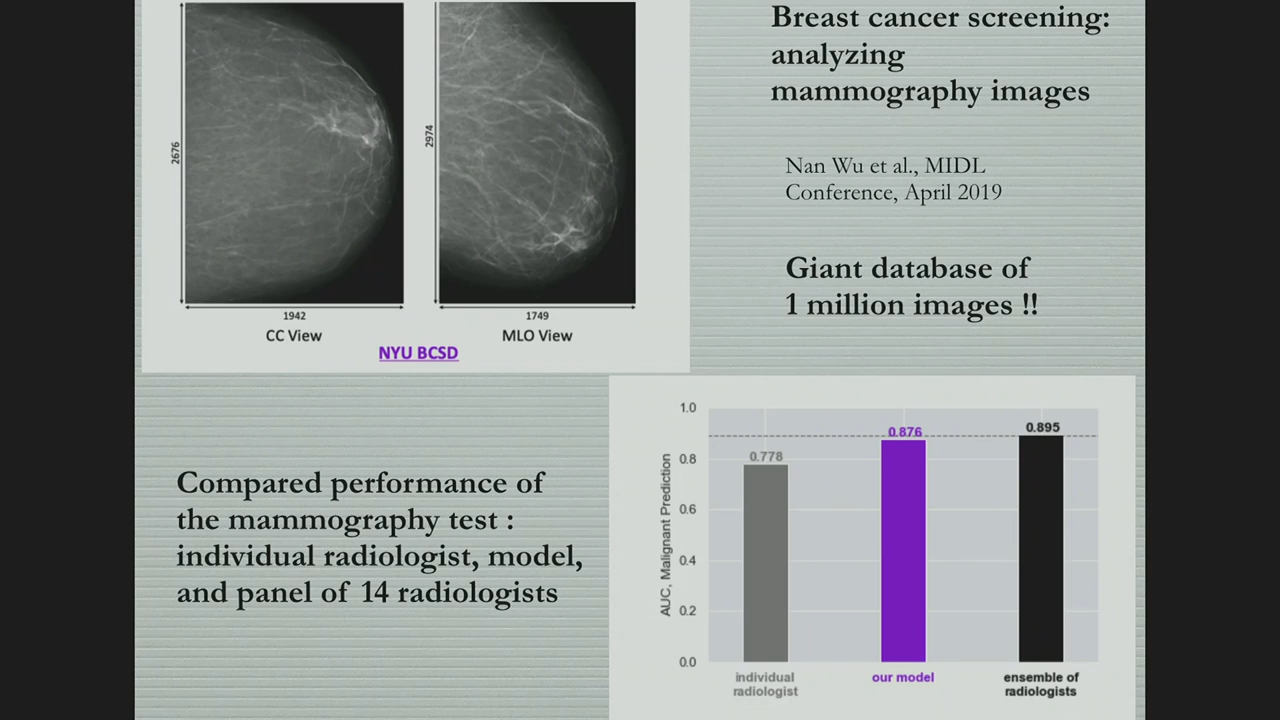 2676
1942
CC View
2974
1749
MLO View
NYU BCSD
Breast cancer screening:
analyzing
mammography images
Nan Wu et al., MIDL
Conference, April 2019
Giant database of
1 million images !!
Compared performance of
the mammography test :
individual radiologist, model,
and panel of 14 radiologists
AUC, Malignant Prediction
1.0
0.8
0.6
0.4
0.2
0.0
0.778
0.876
0.895
individual
radiologist
our model
ensemble of
radiologists